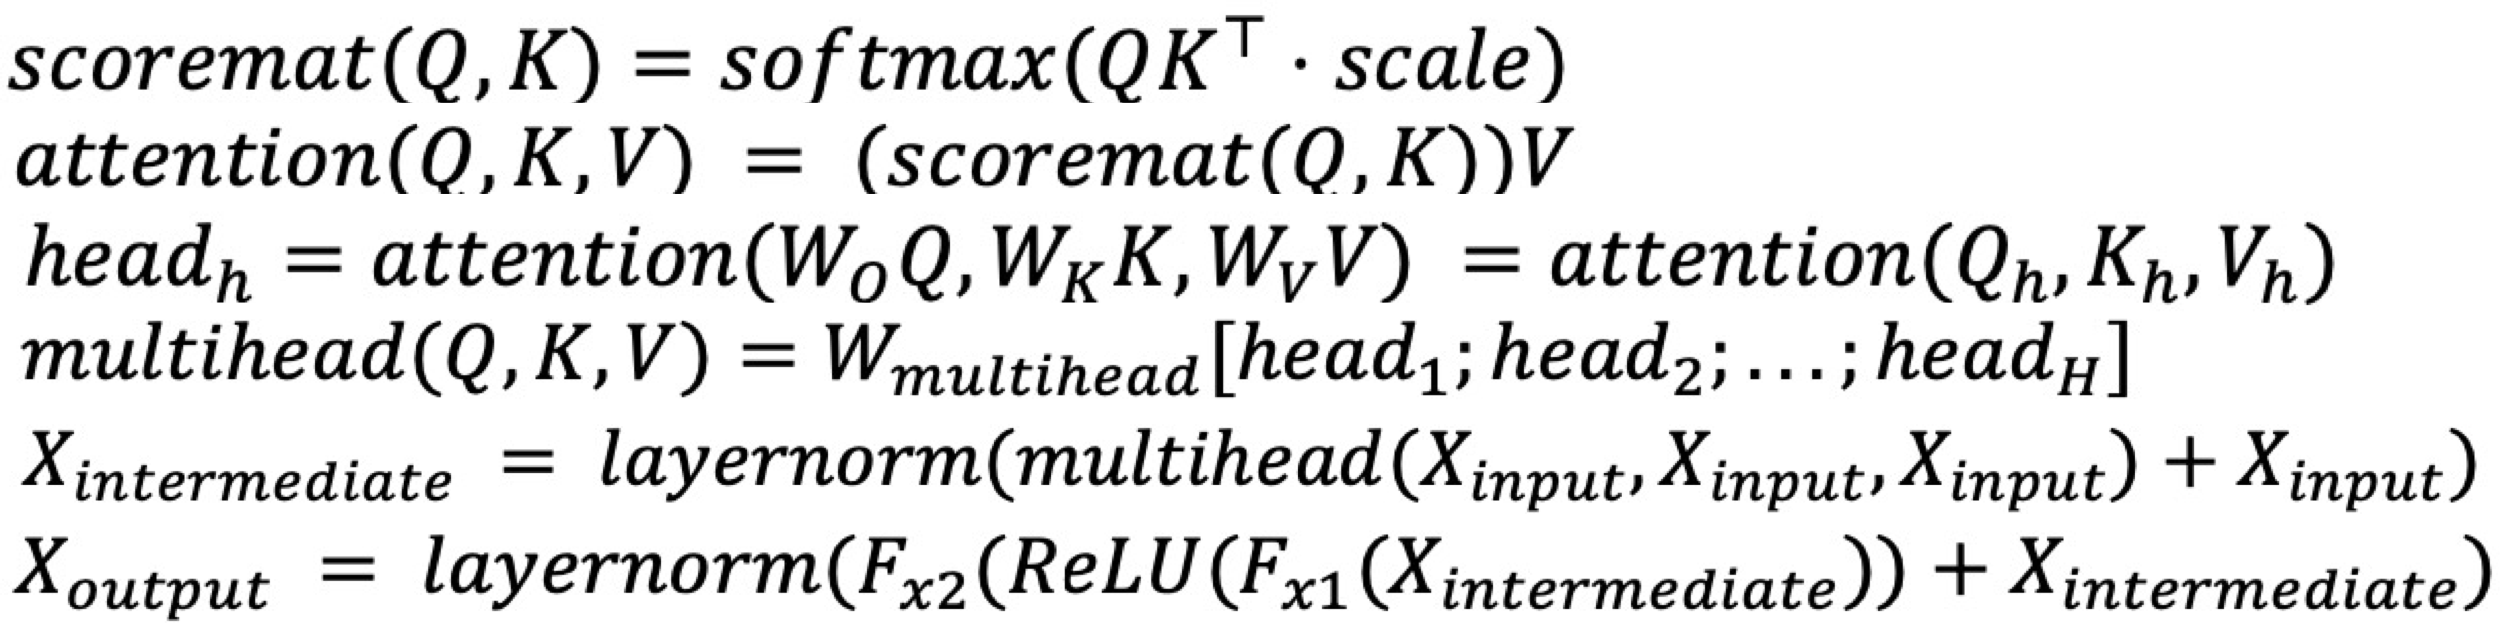 scoremat(Q, K) = softmax(QK⊤ · scale)
attention(Q, K, V) = (scoremat(Q, K))V
head_h = attention(W_O Q, W_K K, W_V V) = attention(Q_h, K_h, V_h)
multihead(Q, K, V) = W_multihead [head_1; head_2; …; head_H]
X_intermediate = layernorm(multihead(X_input, X_input, X_input) + X_input)
X_output = layernorm(F_x2(ReLU(F_x1(X_intermediate)) + X_intermediate)